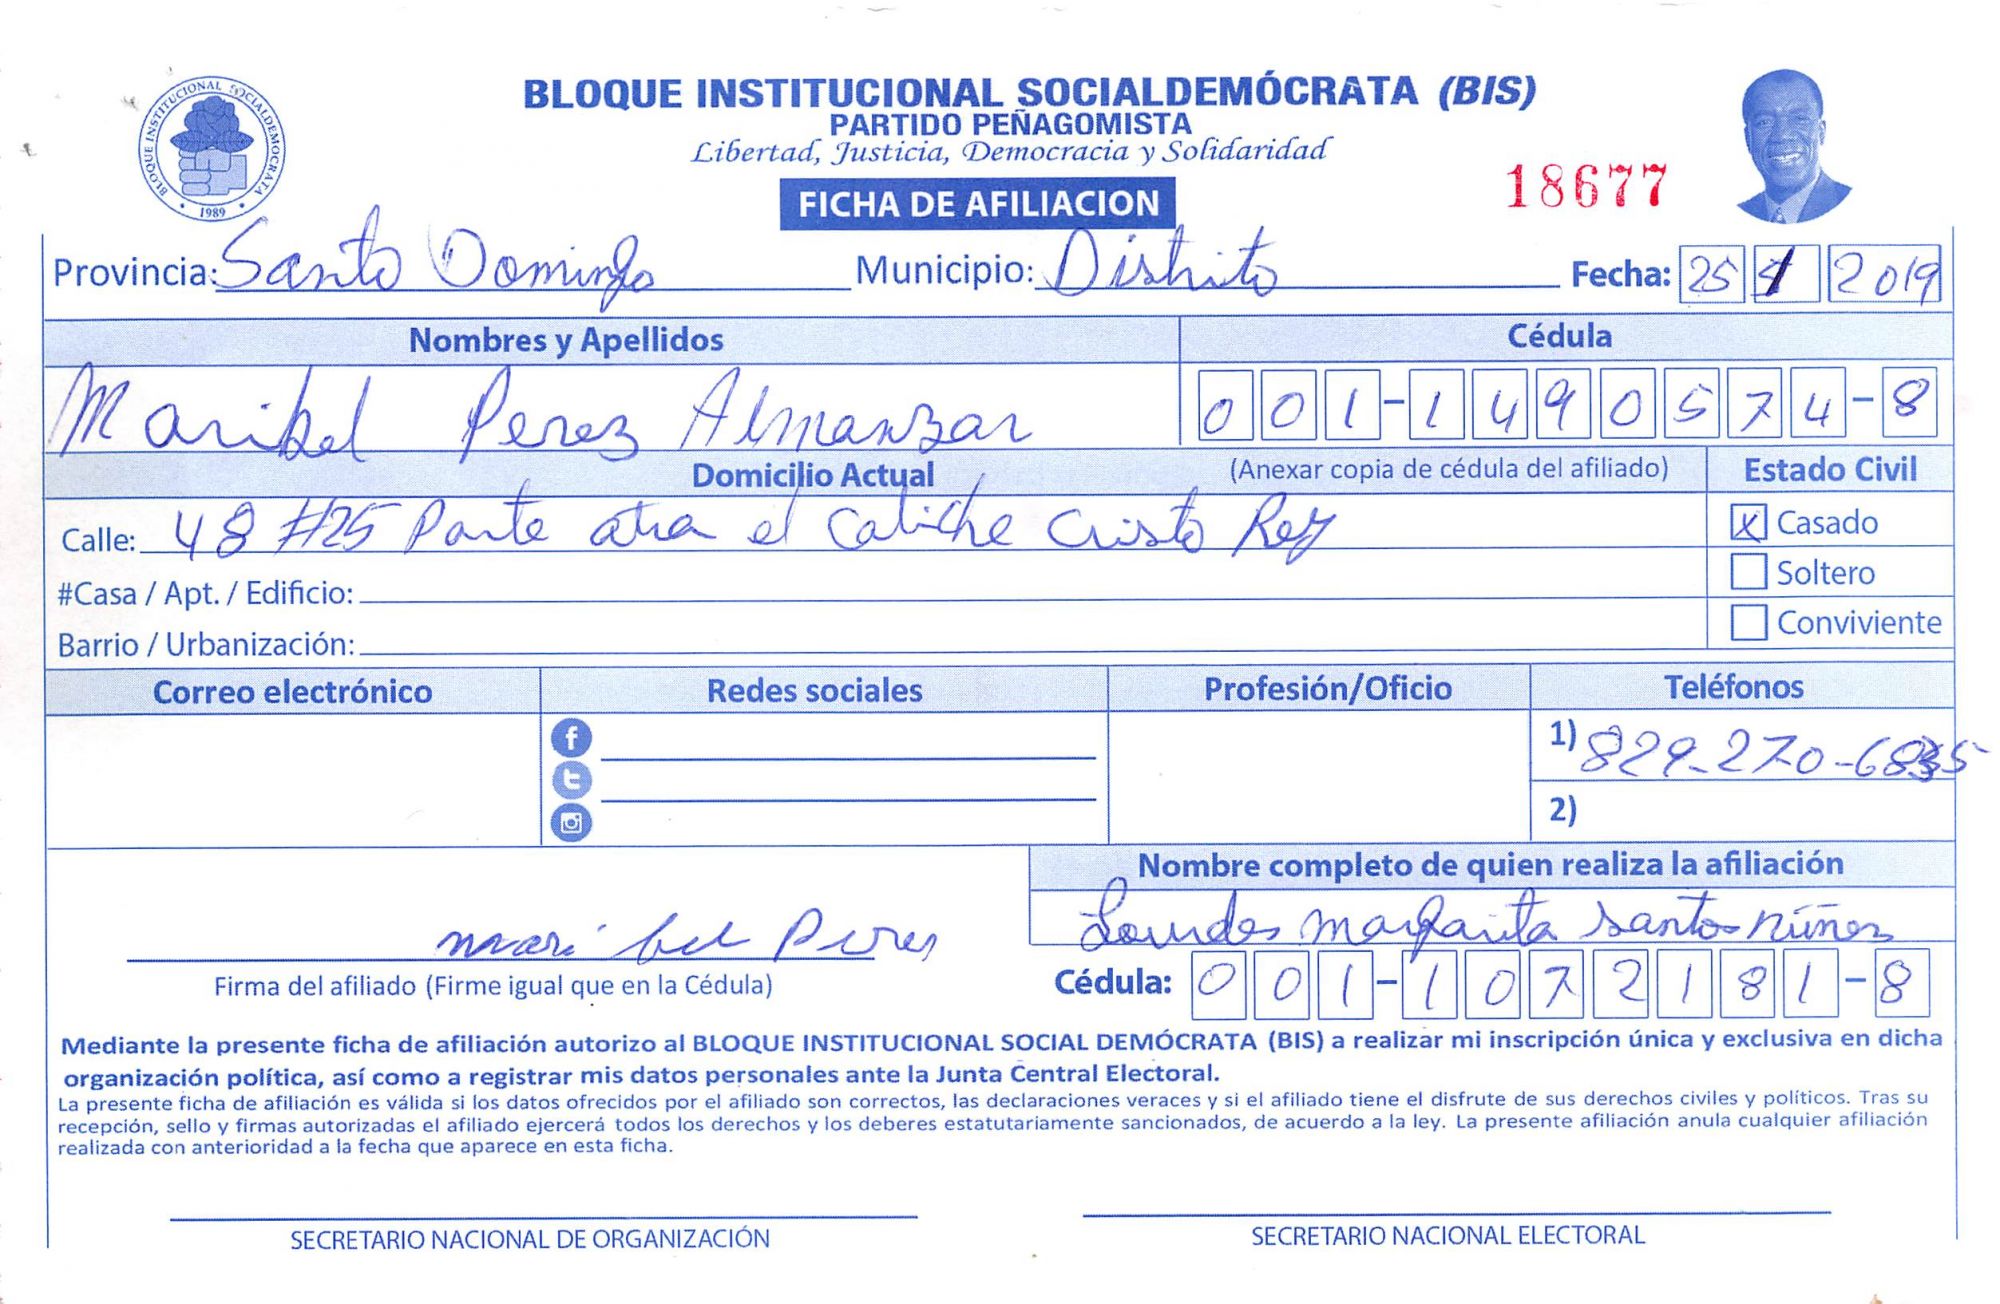 BLOQUE INSTITUCIONAL SOCIALDEMOCRATA
1989
BLOQUE INSTITUCIONAL SOCIALDEMÓCRATA (BIS)
PARTIDO PEÑAGOMISTA
Libertad, Justicia, Democracia y Solidaridad
FICHA DE AFILIACION
18677
Provincia: Santo Domingo Municipio: Distrito Fecha: 25 2019
Nombres y Apellidos Cédula
Maribel Perez Almanzar 001-1490574-8
Domicilio Actual (Anexar copia de cédula del afiliado) Estado Civil
Calle: 48 #25 Parte atra el Caliche Cristo Rey X Casado
#Casa / Apt. / Edificio: Soltero
Barrio / Urbanización: Conviviente
Correo electrónico Redes sociales Profesión/Oficio Teléfonos
1) 829-270-
2)
Nombre completo de quien realiza la afiliación
maribel Peres Lourdes Margarita Santos Núñez
Firma del afiliado (Firme igual que en la Cédula) Cédula: 001-1072181-8
Mediante la presente ficha de afiliación autorizo al BLOQUE INSTITUCIONAL SOCIAL DEMÓCRATA (BIS) a realizar mi inscripción única y exclusiva en dicha
organización política, así como a registrar mis datos personales ante la Junta Central Electoral.
La presente ficha de afiliación es válida si los datos ofrecidos por el afiliado son correctos, las declaraciones veraces y si el afiliado tiene el disfrute de sus derechos civiles y políticos. Tras su
recepción, sello y firmas autorizadas el afiliado ejercerá todos los derechos y los deberes estatutariamente sancionados, de acuerdo a la ley. La presente afiliación anula cualquier afiliación
realizada con anterioridad a la fecha que aparece en esta ficha.
SECRETARIO NACIONAL DE ORGANIZACIÓN SECRETARIO NACIONAL ELECTORAL